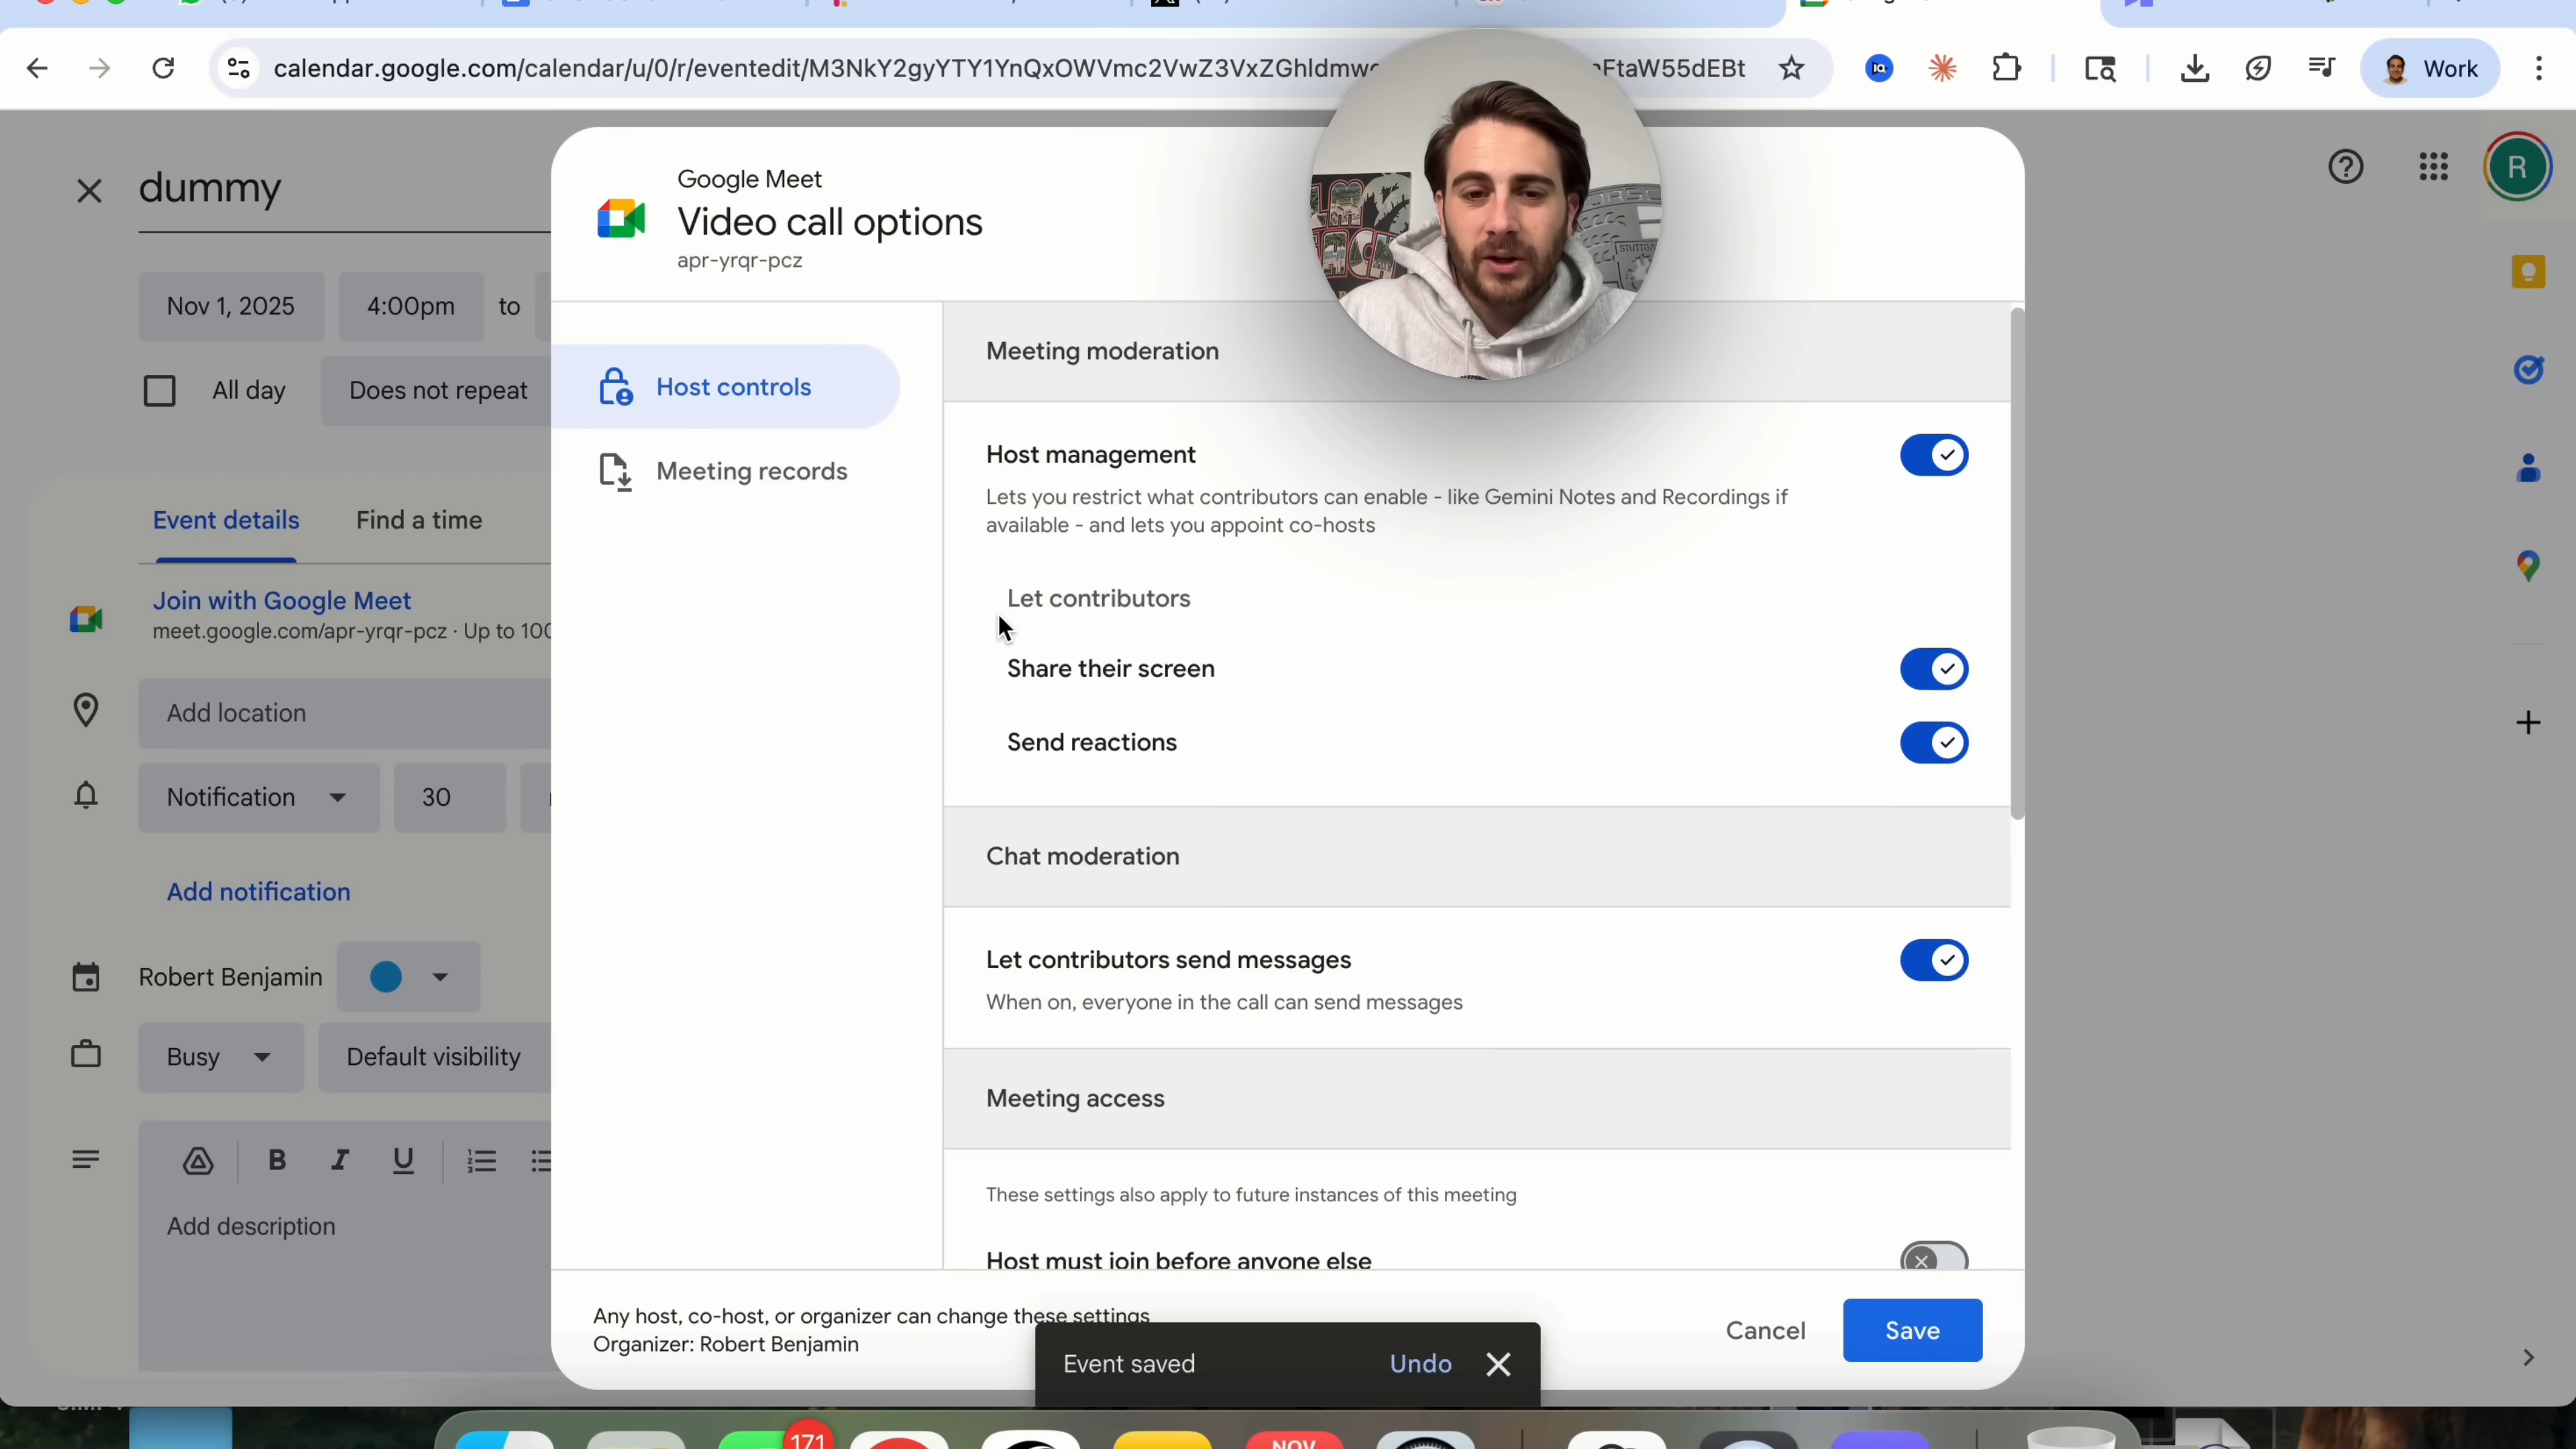 calendar.google.com/calendar/u/0/r/eventedit/M3NkY2gyYTY1YnQxOWVmc2VwZ3VxZGhldmwc
FtaW55dEBt
Work
dummy
R
Google Meet
Video call options
apr-yrqr-pcz
Nov 1, 2025
4:00pm
to
All day
Does not repeat
Host controls
Meeting records
Meeting moderation
Host management
Lets you restrict what contributors can enable - like Gemini Notes and Recordings if
available - and lets you appoint co-hosts
Let contributors
Share their screen
Send reactions
Event details
Find a time
Join with Google Meet
meet.google.com/apr-yrqr-pcz · Up to 100
Add location
Notification
30
Add notification
Robert Benjamin
Busy
Default visibility
B I U
Add description
Chat moderation
Let contributors send messages
When on, everyone in the call can send messages
Meeting access
These settings also apply to future instances of this meeting
Host must join before anyone else
Any host, co-host, or organizer can change these settings
Organizer: Robert Benjamin
Cancel
Save
Event saved
Undo
171
NOV